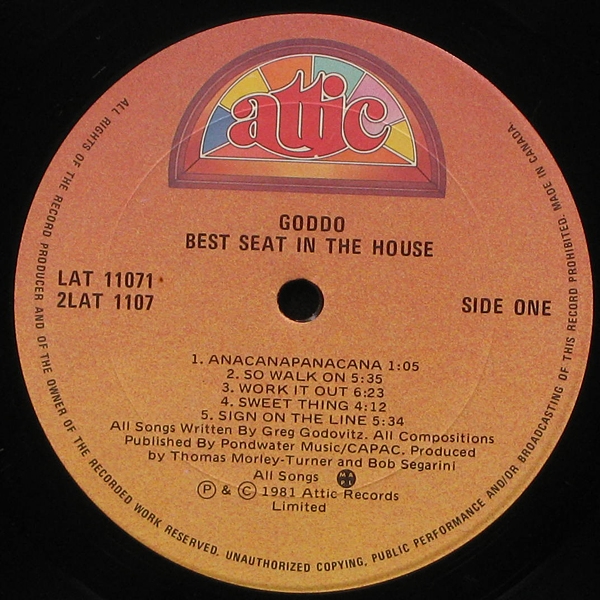 attic
GODDO
BEST SEAT IN THE HOUSE
LAT 11071
2LAT 1107
SIDE ONE
1. ANACANAPANACANA 1:05
2. SO WALK ON 5:35
3. WORK IT OUT 6:23
4. SWEET THING 4:12
5. SIGN ON THE LINE 5:34
All Songs Written By Greg Godovitz. All Compositions
Published By Pondwater Music/CAPAC. Produced
by Thomas Morley-Turner and Bob Segarini
All Songs
Ⓟ & © 1981 Attic Records
Limited
ALL RIGHTS OF THE RECORD PRODUCER AND OF THE OWNER OF THE RECORDED WORK RESERVED. UNAUTHORIZED COPYING, PUBLIC PERFORMANCE AND/OR BROADCASTING OF THIS RECORD PROHIBITED. MADE IN CANADA.